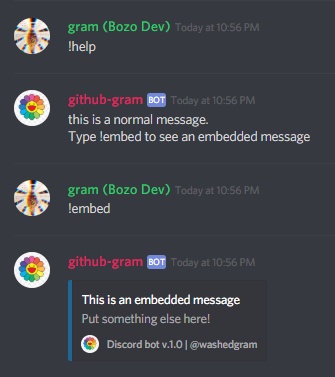 gram (Bozo Dev) Today at 10:56 PM
!help
github-gram BOT Today at 10:56 PM
this is a normal message.
Type !embed to see an embedded message
gram (Bozo Dev) Today at 10:56 PM
!embed
github-gram BOT Today at 10:56 PM
This is an embedded message
Put something else here!
Discord bot v.1.0 | @washedgram